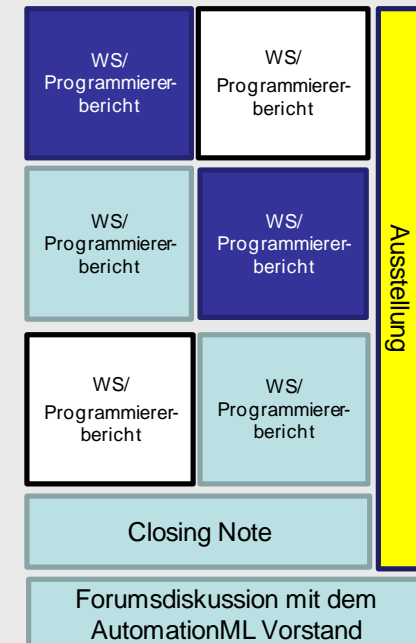 WS/
Programmierer-
bericht
WS/
Programmierer-
bericht
WS/
Programmierer-
bericht
WS/
Programmierer-
bericht
WS/
Programmierer-
bericht
WS/
Programmierer-
bericht
Ausstellung
Closing Note
Forumsdiskussion mit dem
AutomationML Vorstand